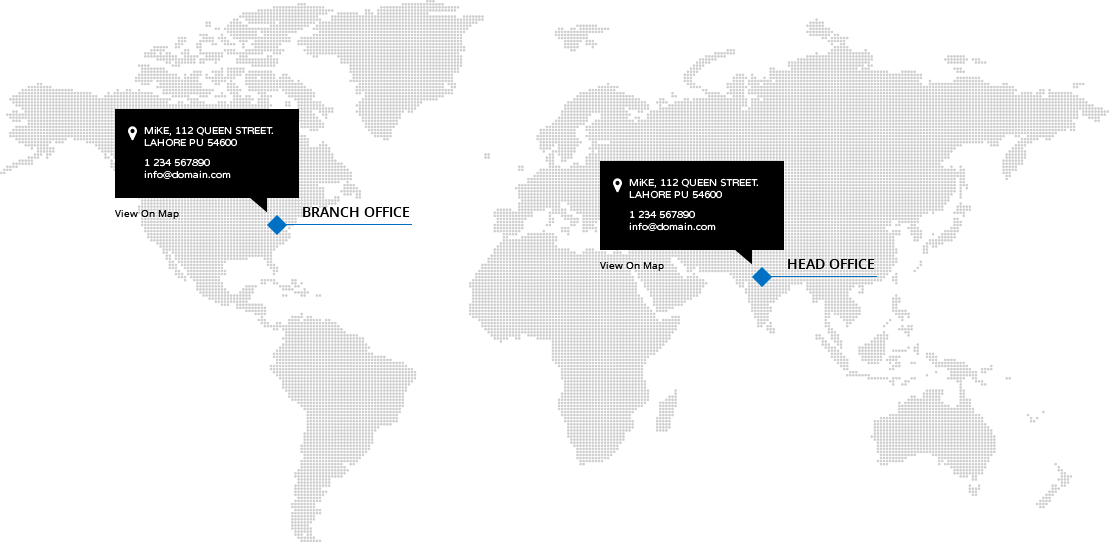 MiKE, 112 QUEEN STREET.
LAHORE PU 54600
1 234 567890
info@domain.com
View On Map
BRANCH OFFICE
MiKE, 112 QUEEN STREET.
LAHORE PU 54600
1 234 567890
info@domain.com
View On Map
HEAD OFFICE